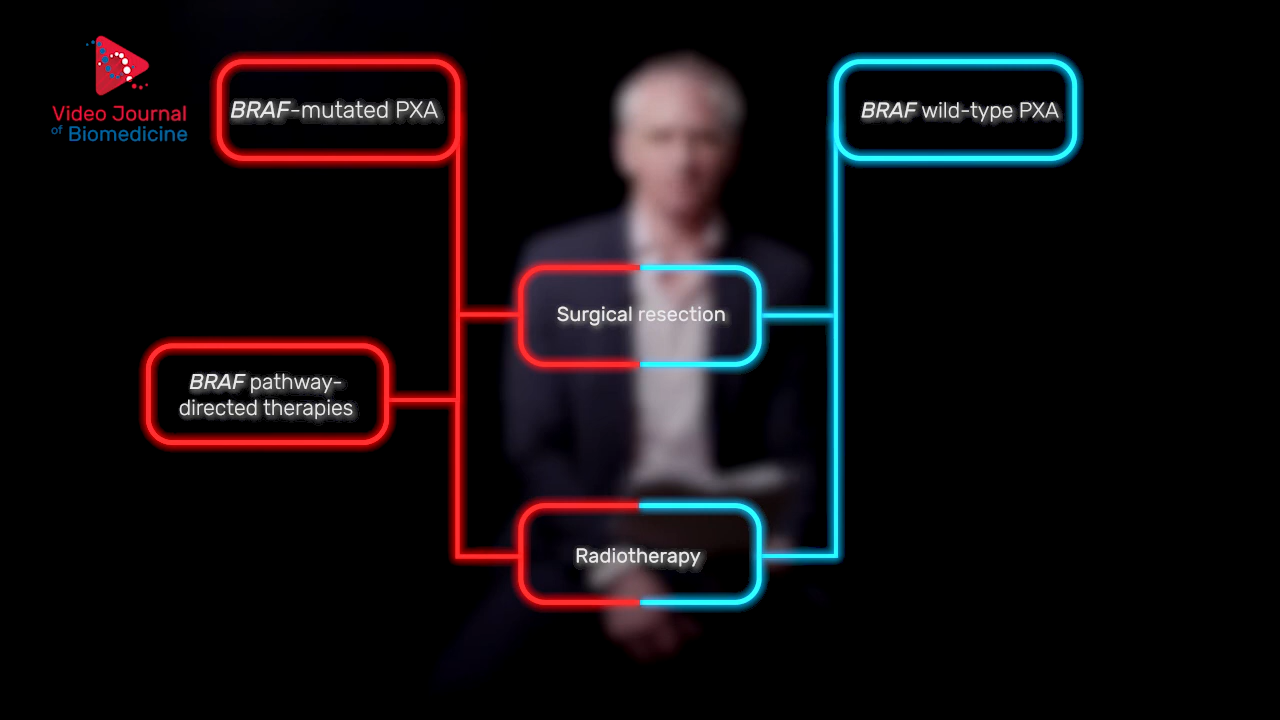 Video Journal
of Biomedicine
BRAF-mutated PXA
BRAF wild-type PXA
Surgical resection
BRAF pathway-
directed therapies
Radiotherapy